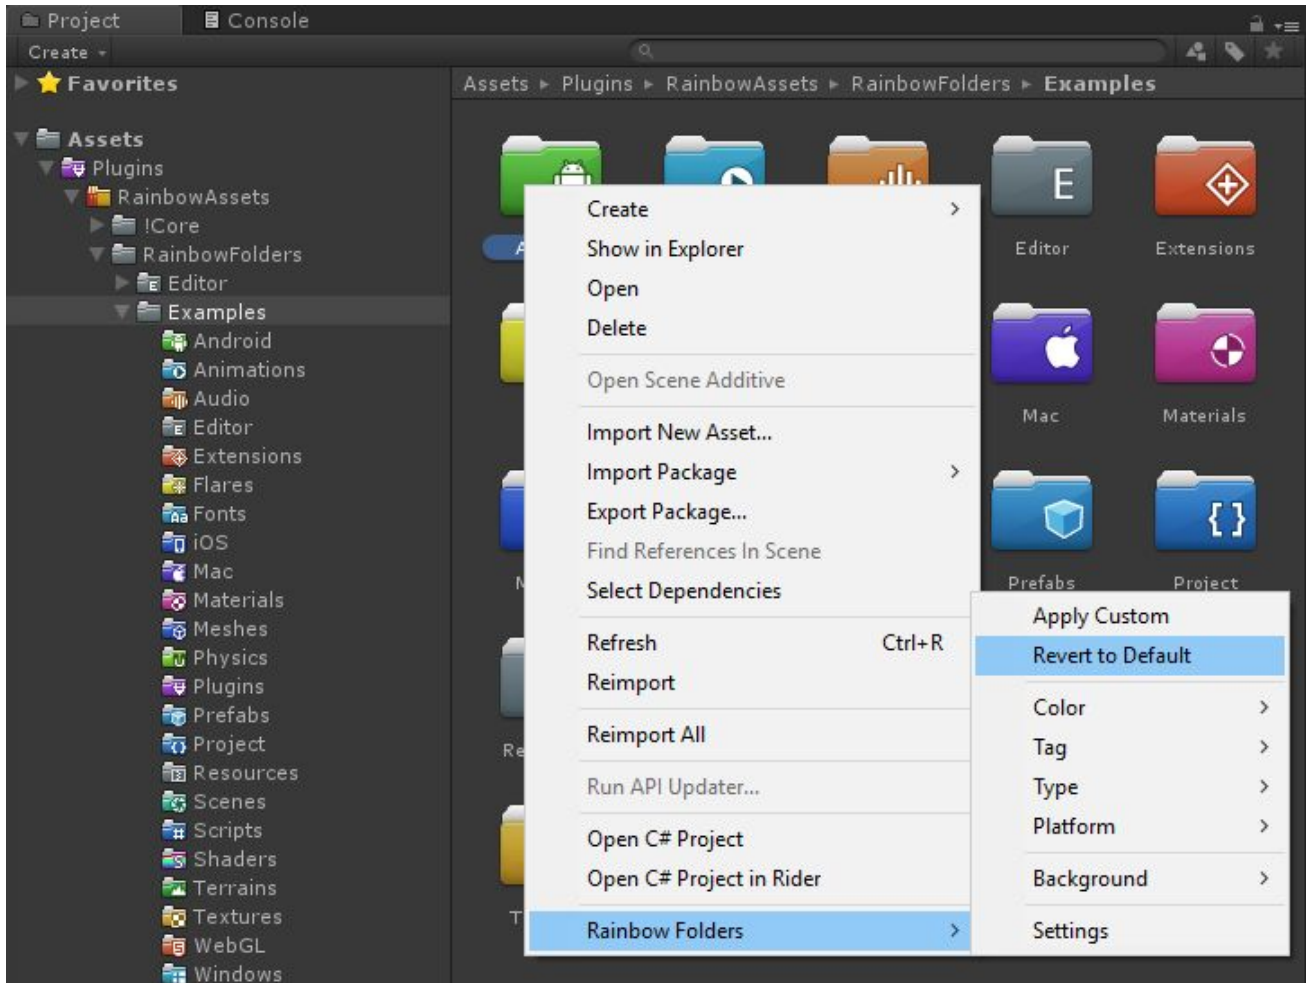 Project
Console
Create
Favorites
Assets
Plugins
RainbowAssets
!Core
RainbowFolders
Editor
Examples
Android
Animations
Audio
Editor
Extensions
Flares
Fonts
iOS
Mac
Materials
Meshes
Physics
Plugins
Prefabs
Project
Resources
Scenes
Scripts
Shaders
Terrains
Textures
WebGL
Windows
Assets ▸ Plugins ▸ RainbowAssets ▸ RainbowFolders ▸ Examples
E
Editor
Extensions
Mac
Materials
{ }
Prefabs
Project
Re
T
Create
Show in Explorer
Open
Delete
Open Scene Additive
Import New Asset...
Import Package
Export Package...
Find References In Scene
Select Dependencies
Refresh Ctrl+R
Reimport
Reimport All
Run API Updater...
Open C# Project
Open C# Project in Rider
Rainbow Folders
Apply Custom
Revert to Default
Color
Tag
Type
Platform
Background
Settings